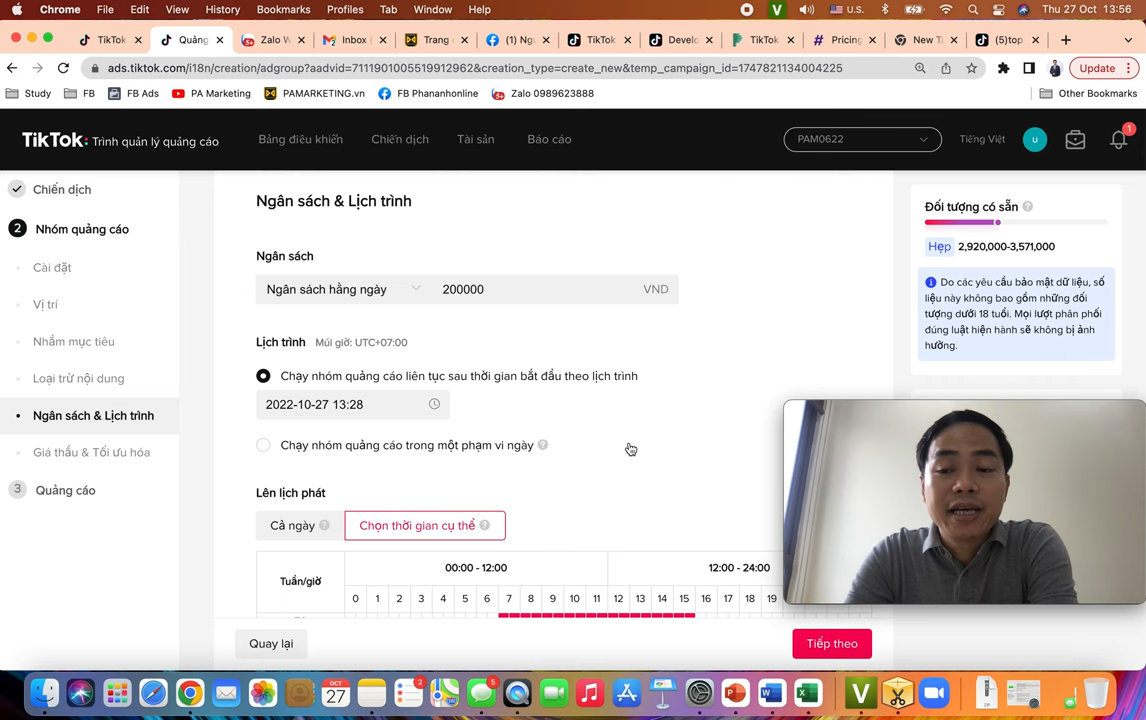 Chrome File Edit View History Bookmarks Profiles Tab Window Help V U.S. Thu 27 Oct 13:56
TikTok Quảng Zalo W Inbox ( Trang (1) Ng TikTok Develo TikTok Pricing New Ta (5)top
ads.tiktok.com/i18n/creation/adgroup?aadvid=7111901005519912962&creation_type=create_new&temp_campaign_id=1747821134004225 Update
Study FB FB Ads PA Marketing PAMARKETING.vn FB Phananhonline Zalo 0989623888 Other Bookmarks
TikTok: Trình quản lý quảng cáo Bảng điều khiển Chiến dịch Tài sản Báo cáo PAM0622 Tiếng Việt u 1
Chiến dịch
2 Nhóm quảng cáo
Cài đặt
Vị trí
Nhắm mục tiêu
Loại trừ nội dung
Ngân sách & Lịch trình
Giá thầu & Tối ưu hóa
3 Quảng cáo
Ngân sách & Lịch trình
Ngân sách
Ngân sách hằng ngày 200000 VND
Lịch trình Múi giờ: UTC+07:00
Chạy nhóm quảng cáo liên tục sau thời gian bắt đầu theo lịch trình
2022-10-27 13:28
Chạy nhóm quảng cáo trong một phạm vi ngày
Lên lịch phát
Cả ngày Chọn thời gian cụ thể
Tuần/giờ 00:00 - 12:00 12:00 - 24:00
0 1 2 3 4 5 6 7 8 9 10 11 12 13 14 15 16 17 18 19
Quay lại Tiếp theo
Đối tượng có sẵn
Hẹp 2,920,000-3,571,000
Do các yêu cầu bảo mật dữ liệu, số
liệu này không bao gồm những đối
tượng dưới 18 tuổi. Mọi lượt phân phối
đúng luật hiện hành sẽ không bị ảnh
hưởng.
OCT
27
2
5